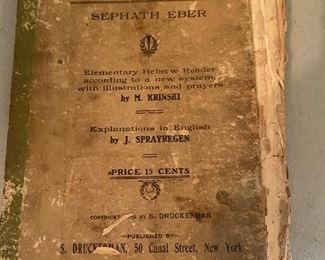 SEPHATH EBER
Elementary Hebrew Reader
according to a new system,
with illustrations and prayers
by M. KRINSKI
Explanations in English
by J. SPRAYREGEN
PRICE 15 CENTS
COPYRIGHT BY S. DRUCKERMAN
PUBLISHED BY
S. DRUCKERMAN, 50 Canal Street, New York